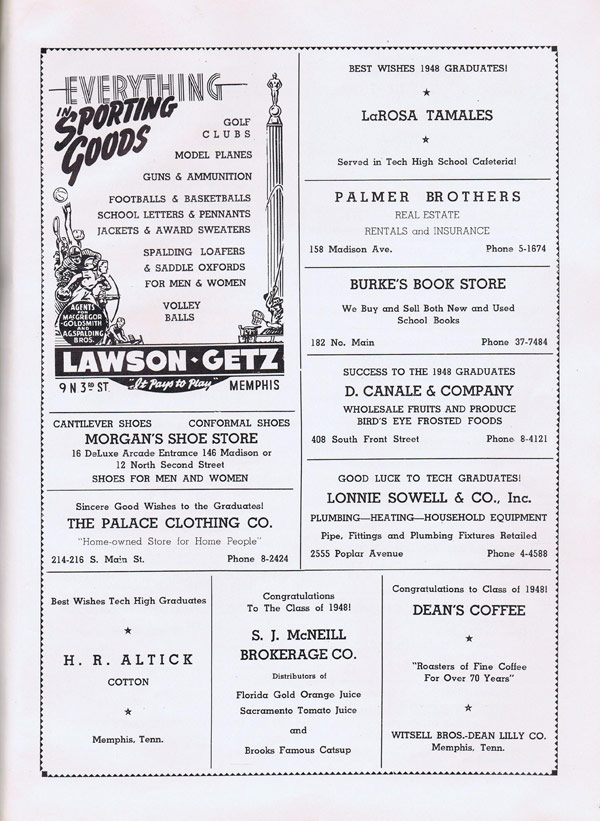 EVERYTHING
IN SPORTING
GOODS
GOLF
CLUBS
MODEL PLANES
GUNS & AMMUNITION
FOOTBALLS & BASKETBALLS
SCHOOL LETTERS & PENNANTS
JACKETS & AWARD SWEATERS
SPALDING LOAFERS
& SADDLE OXFORDS
FOR MEN & WOMEN
VOLLEY
BALLS
AGENTS
FOR
MACGREGOR
-GOLDSMITH
AND
A.G. SPALDING
BROS.
LAWSON-GETZ
9 N 3RD ST. "It Pays to Play" MEMPHIS
CANTILEVER SHOES CONFORMAL SHOES
MORGAN'S SHOE STORE
16 DeLuxe Arcade Entrance 146 Madison or
12 North Second Street
SHOES FOR MEN AND WOMEN
Sincere Good Wishes to the Graduates!
THE PALACE CLOTHING CO.
"Home-owned Store for Home People"
214-216 S. Main St. Phone 8-2424
BEST WISHES 1948 GRADUATES!
LaROSA TAMALES
Served in Tech High School Cafeteria!
PALMER BROTHERS
REAL ESTATE
RENTALS and INSURANCE
158 Madison Ave. Phone 5-1674
BURKE'S BOOK STORE
We Buy and Sell Both New and Used
School Books
182 No. Main Phone 37-7484
SUCCESS TO THE 1948 GRADUATES
D. CANALE & COMPANY
WHOLESALE FRUITS AND PRODUCE
BIRD'S EYE FROSTED FOODS
408 South Front Street Phone 8-4121
GOOD LUCK TO TECH GRADUATES!
LONNIE SOWELL & CO., Inc.
PLUMBING—HEATING—HOUSEHOLD EQUIPMENT
Pipe, Fittings and Plumbing Fixtures Retailed
2555 Poplar Avenue Phone 4-4588
Best Wishes Tech High Graduates
H. R. ALTICK
COTTON
Memphis, Tenn.
Congratulations
To The Class of 1948!
S. J. McNEILL
BROKERAGE CO.
Distributors of
Florida Gold Orange Juice
Sacramento Tomato Juice
and
Brooks Famous Catsup
Congratulations to Class of 1948!
DEAN'S COFFEE
"Roasters of Fine Coffee
For Over 70 Years"
WITSELL BROS.-DEAN LILLY CO.
Memphis, Tenn.